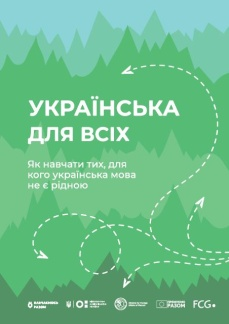 УКРАЇНСЬКА
ДЛЯ ВСІХ
Як навчати тих, для
кого українська мова
не є рідною
FCG